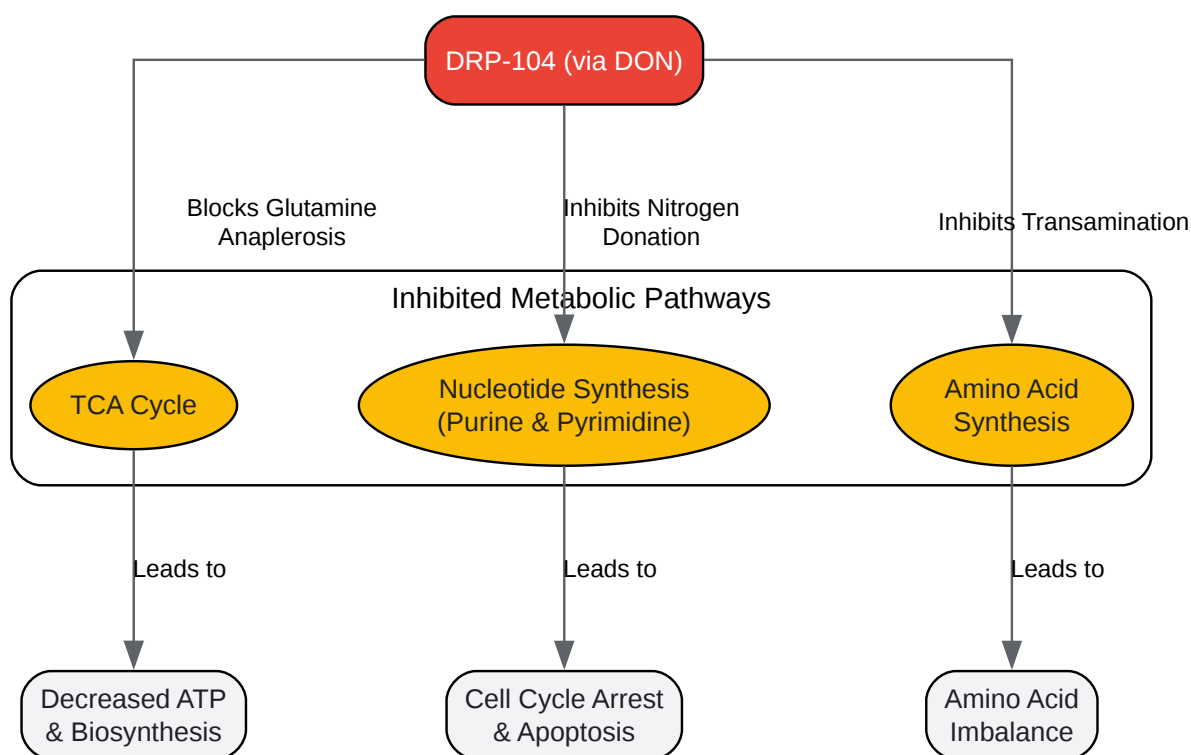 DRP-104 (via DON)
Blocks Glutamine
Anaplerosis
Inhibits Nitrogen
Donation
Inhibits Transamination
Inhibited Metabolic Pathways
TCA Cycle
Nucleotide Synthesis
(Purine & Pyrimidine)
Amino Acid
Synthesis
Leads to
Leads to
Leads to
Decreased ATP
& Biosynthesis
Cell Cycle Arrest
& Apoptosis
Amino Acid
Imbalance